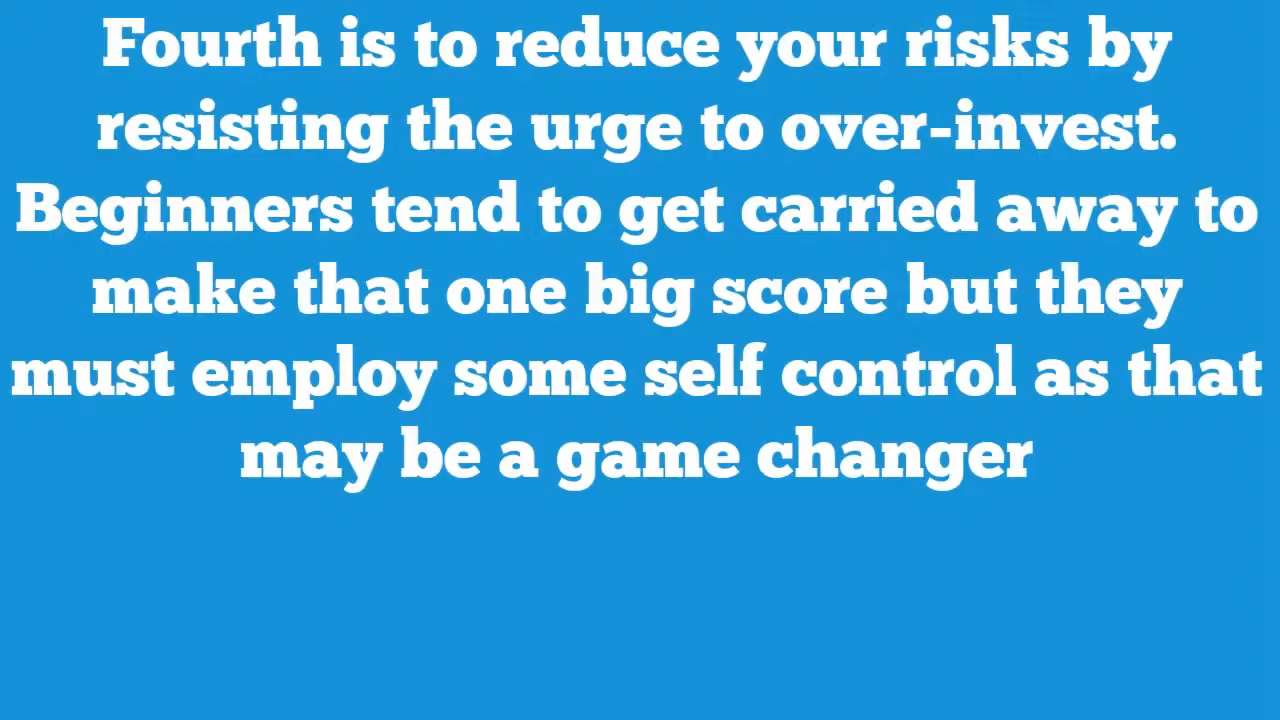 Fourth is to reduce your risks by
resisting the urge to over-invest.
Beginners tend to get carried away to
make that one big score but they
must employ some self control as that
may be a game changer